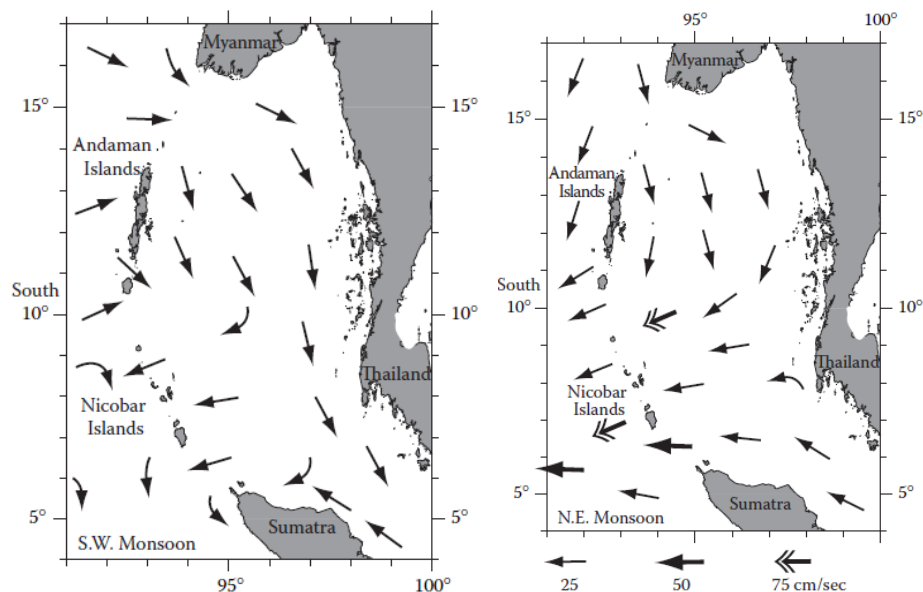 Myanmar
15°
15°
Andaman
Islands
South
10°
10°
Thailand
Nicobar
Islands
5°
5°
Sumatra
S.W. Monsoon
95°
100°
95°
100°
Myanmar
15°
15°
Andaman
Islands
South
10°
10°
Thailand
Nicobar
Islands
5°
5°
Sumatra
N.E. Monsoon
25
50
75 cm/sec